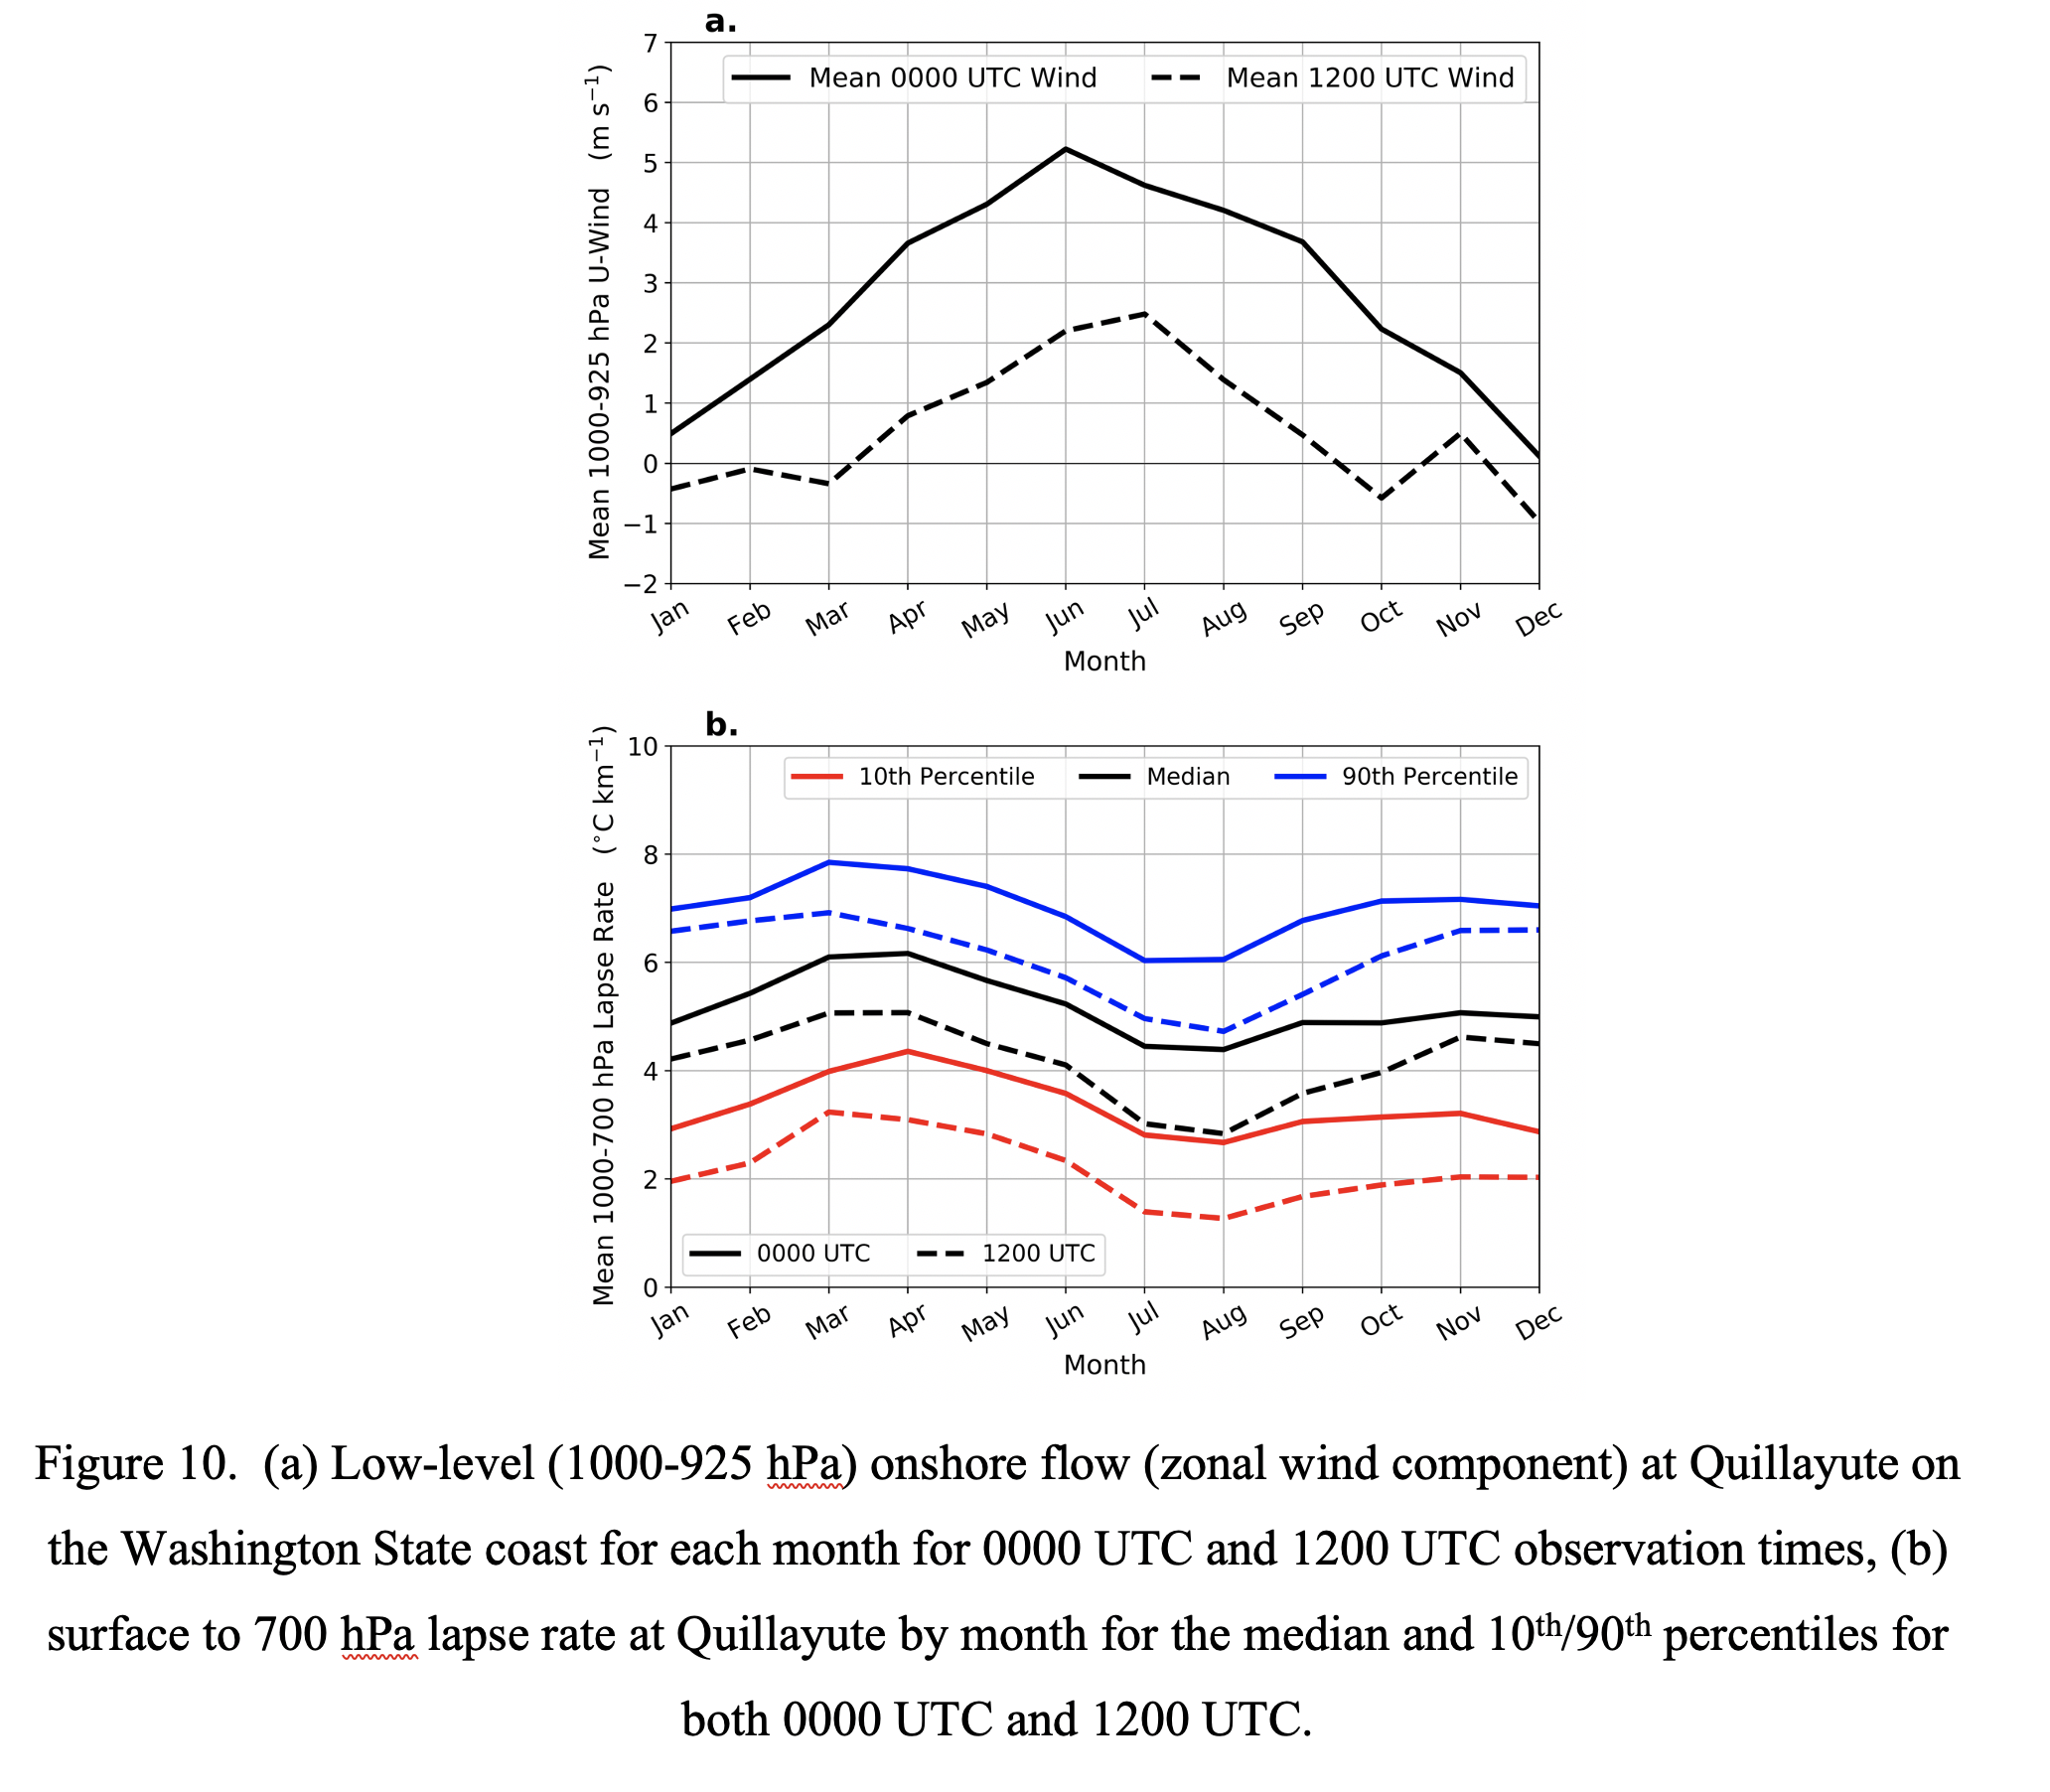 a.
Mean 1000-925 hPa U-Wind (m s⁻¹)
7
6
5
4
3
2
1
0
−1
−2
Mean 0000 UTC Wind Mean 1200 UTC Wind
Jan Feb Mar Apr May Jun Jul Aug Sep Oct Nov Dec
Month
b.
Mean 1000-700 hPa Lapse Rate (°C km⁻¹)
10
8
6
4
2
0
10th Percentile Median 90th Percentile
0000 UTC 1200 UTC
Jan Feb Mar Apr May Jun Jul Aug Sep Oct Nov Dec
Month
Figure 10. (a) Low-level (1000-925 hPa) onshore flow (zonal wind component) at Quillayute on
the Washington State coast for each month for 0000 UTC and 1200 UTC observation times, (b)
surface to 700 hPa lapse rate at Quillayute by month for the median and 10th/90th percentiles for
both 0000 UTC and 1200 UTC.